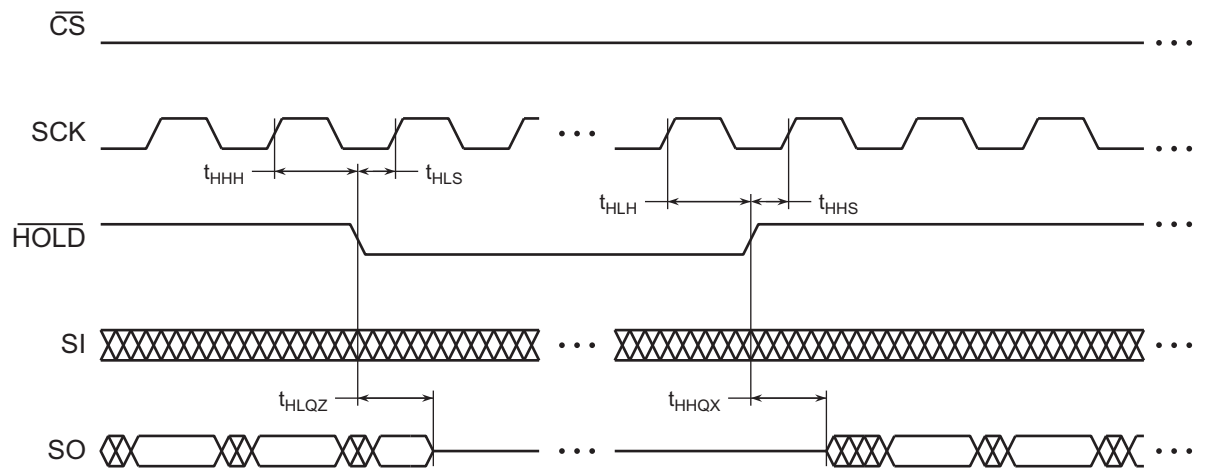 CS
SCK
tHHH
tHLS
tHLH
tHHS
HOLD
SI
tHLQZ
tHHQX
SO